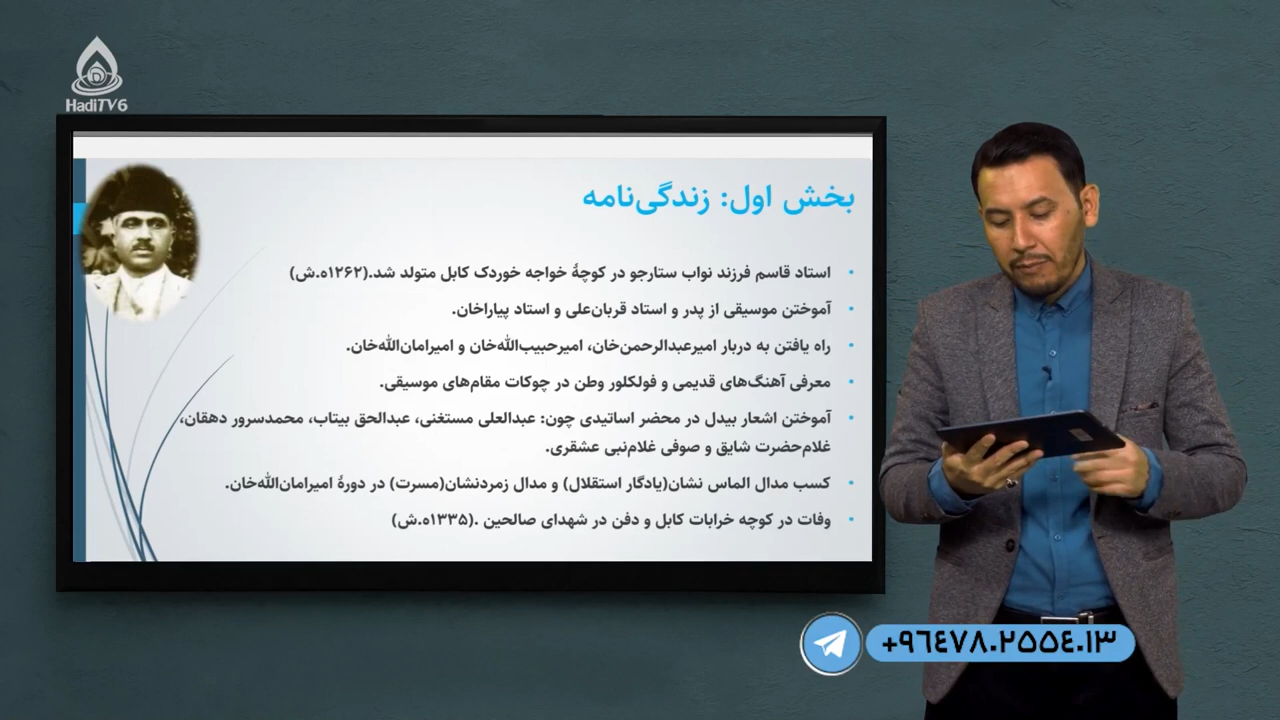 HadiTV6
بخش اول: زندگی‌نامه
• استاد قاسم فرزند نواب ستارجو در کوچهٔ خواجه خوردک کابل متولد شد.(۱۲۶۲ه.ش)
• آموختن موسیقی از پدر و استاد قربان‌علی و استاد پیاراخان.
• راه یافتن به دربار امیرعبدالرحمن‌خان، امیرحبیب‌الله‌خان و امیرامان‌الله‌خان.
• معرفی آهنگ‌های قدیمی و فولکلور وطن در چوکات مقام‌های موسیقی.
• آموختن اشعار بیدل در محضر اساتیدی چون: عبدالعلی مستغنی، عبدالحق بیتاب، محمدسرور دهقان،
غلام‌حضرت شایق و صوفی غلام‌نبی عشقری.
• کسب مدال الماس نشان(یادگار استقلال) و مدال زمردنشان(مسرت) در دورهٔ امیرامان‌الله‌خان.
• وفات در کوچه خرابات کابل و دفن در شهدای صالحین .(۱۳۳۵ه.ش)
+٩٦٤٧٨٠٢٥٥٤٠١٣